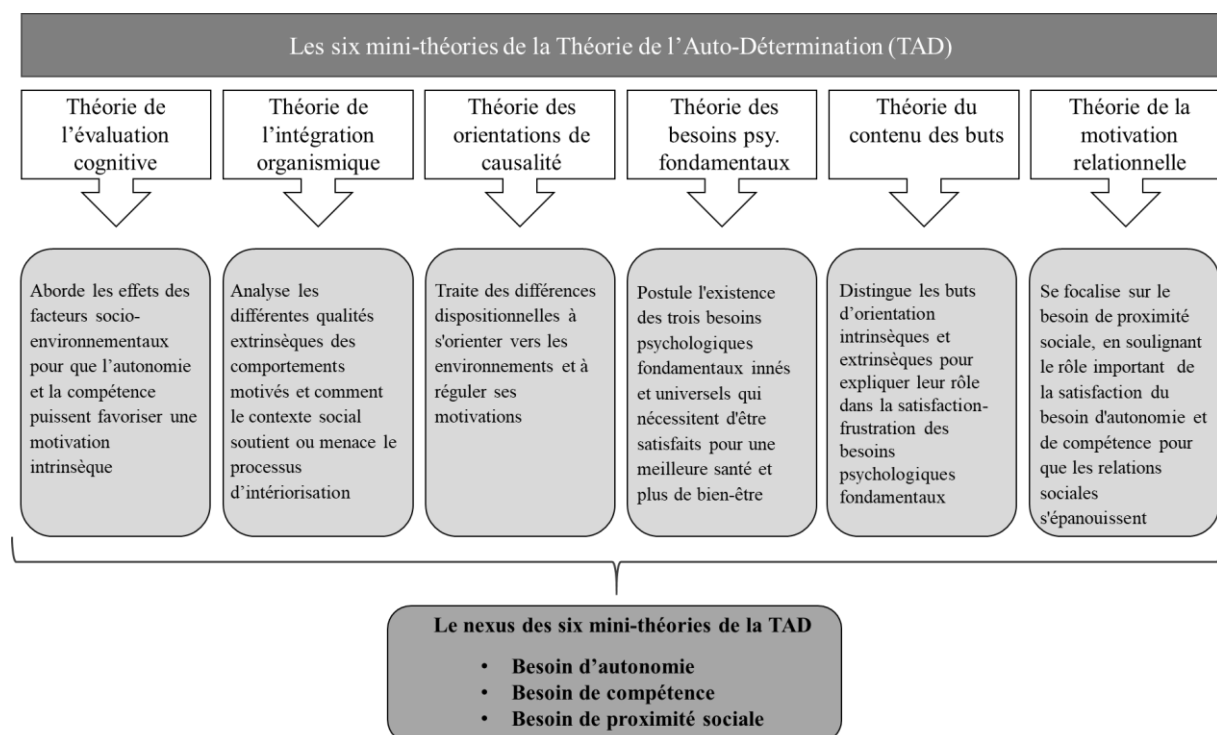 Les six mini-théories de la Théorie de l'Auto-Détermination (TAD)
Théorie de
l'évaluation
cognitive
Théorie de
l'intégration
organismique
Théorie des
orientations de
causalité
Théorie des
besoins psy.
fondamentaux
Théorie du
contenu des buts
Théorie de la
motivation
relationnelle
Aborde les effets des
facteurs socio-
environnementaux
pour que l'autonomie
et la compétence
puissent favoriser une
motivation
intrinsèque
Analyse les
différentes qualités
extrinsèques des
comportements
motivés et comment
le contexte social
soutient ou menace le
processus
d'intériorisation
Traite des différences
dispositionnelles à
s'orienter vers les
environnements et à
réguler ses
motivations
Postule l'existence
des trois besoins
psychologiques
fondamentaux innés
et universels qui
nécessitent d'être
satisfaits pour une
meilleure santé et
plus de bien-être
Distingue les buts
d'orientation
intrinsèques et
extrinsèques pour
expliquer leur rôle
dans la satisfaction-
frustration des
besoins
psychologiques
fondamentaux
Se focalise sur le
besoin de proximité
sociale, en soulignant
le rôle important de
la satisfaction du
besoin d'autonomie et
de compétence pour
que les relations
sociales
s'épanouissent
Le nexus des six mini-théories de la TAD
• Besoin d'autonomie
• Besoin de compétence
• Besoin de proximité sociale